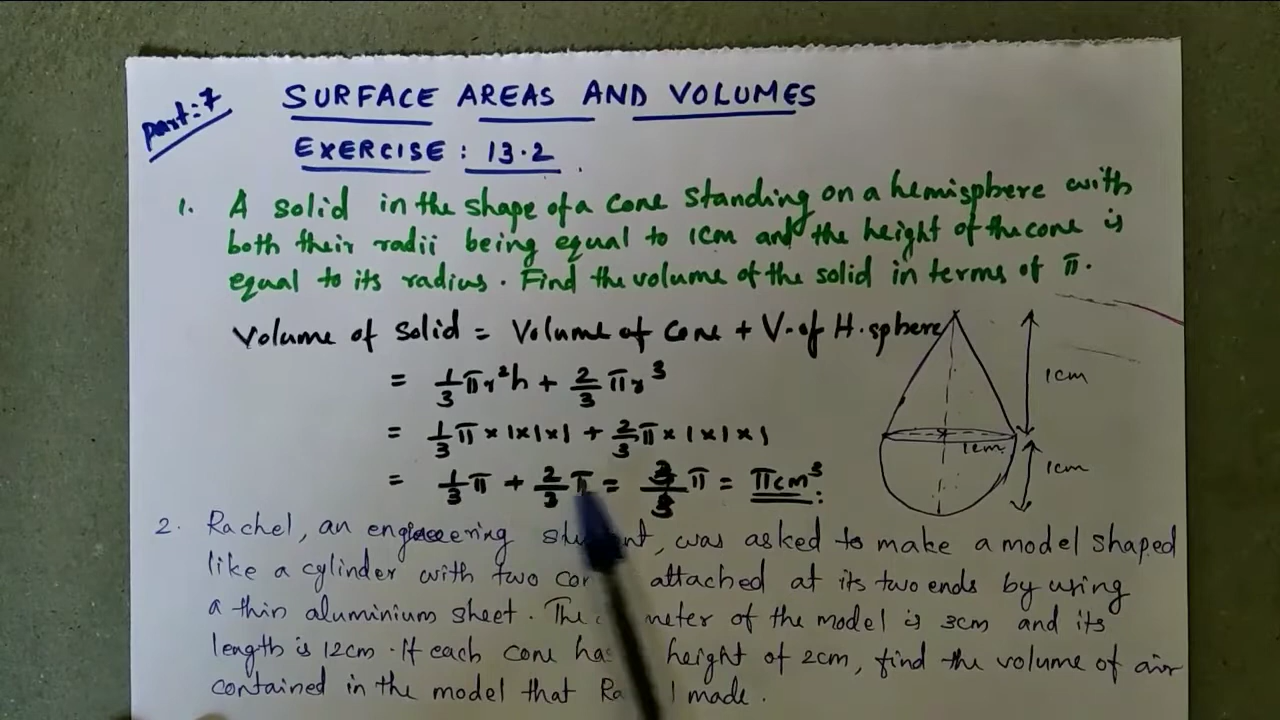 Part:7
SURFACE AREAS AND VOLUMES
EXERCISE : 13.2
1. A solid in the shape of a cone standing on a hemisphere with
both their radii being equal to 1cm and the height of the cone is
equal to its radius. Find the volume of the solid in terms of π.
Volume of Solid = Volume of Cone + V. of H. sphere
= 1/3 πr²h + 2/3 πr³
= 1/3 π × 1×1×1 + 2/3 π × 1×1×1
= 1/3 π + 2/3 π = 3/3 π = πcm³
1cm
1cm
1cm
2. Rachel, an engineering, was asked to make a model shaped
like a cylinder with two attached at its two ends by using
a thin aluminium sheet. The of the model is 3cm and its
length is 12cm. If each cone height of 2cm, find the volume of air
contained in the model that made.